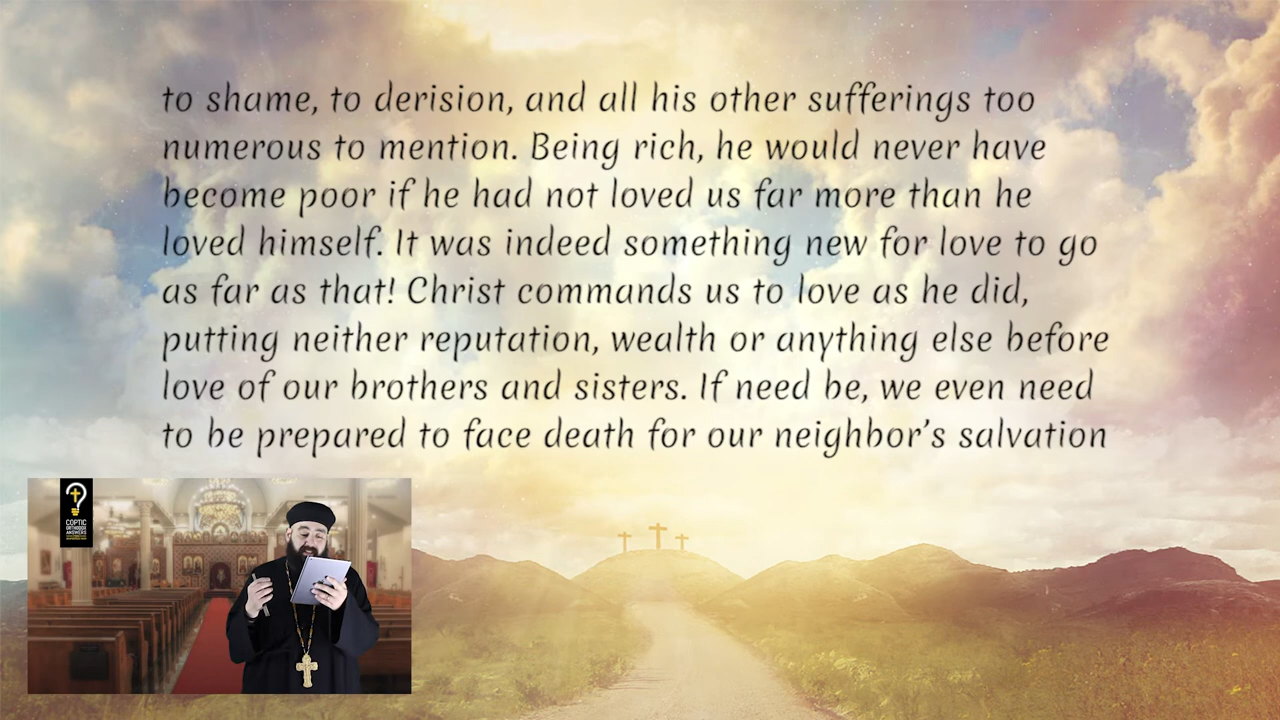 to shame, to derision, and all his other sufferings too
numerous to mention. Being rich, he would never have
become poor if he had not loved us far more than he
loved himself. It was indeed something new for love to go
as far as that! Christ commands us to love as he did,
putting neither reputation, wealth or anything else before
love of our brothers and sisters. If need be, we even need
to be prepared to face death for our neighbor’s salvation
COPTIC
ORTHODOX
ANSWERS